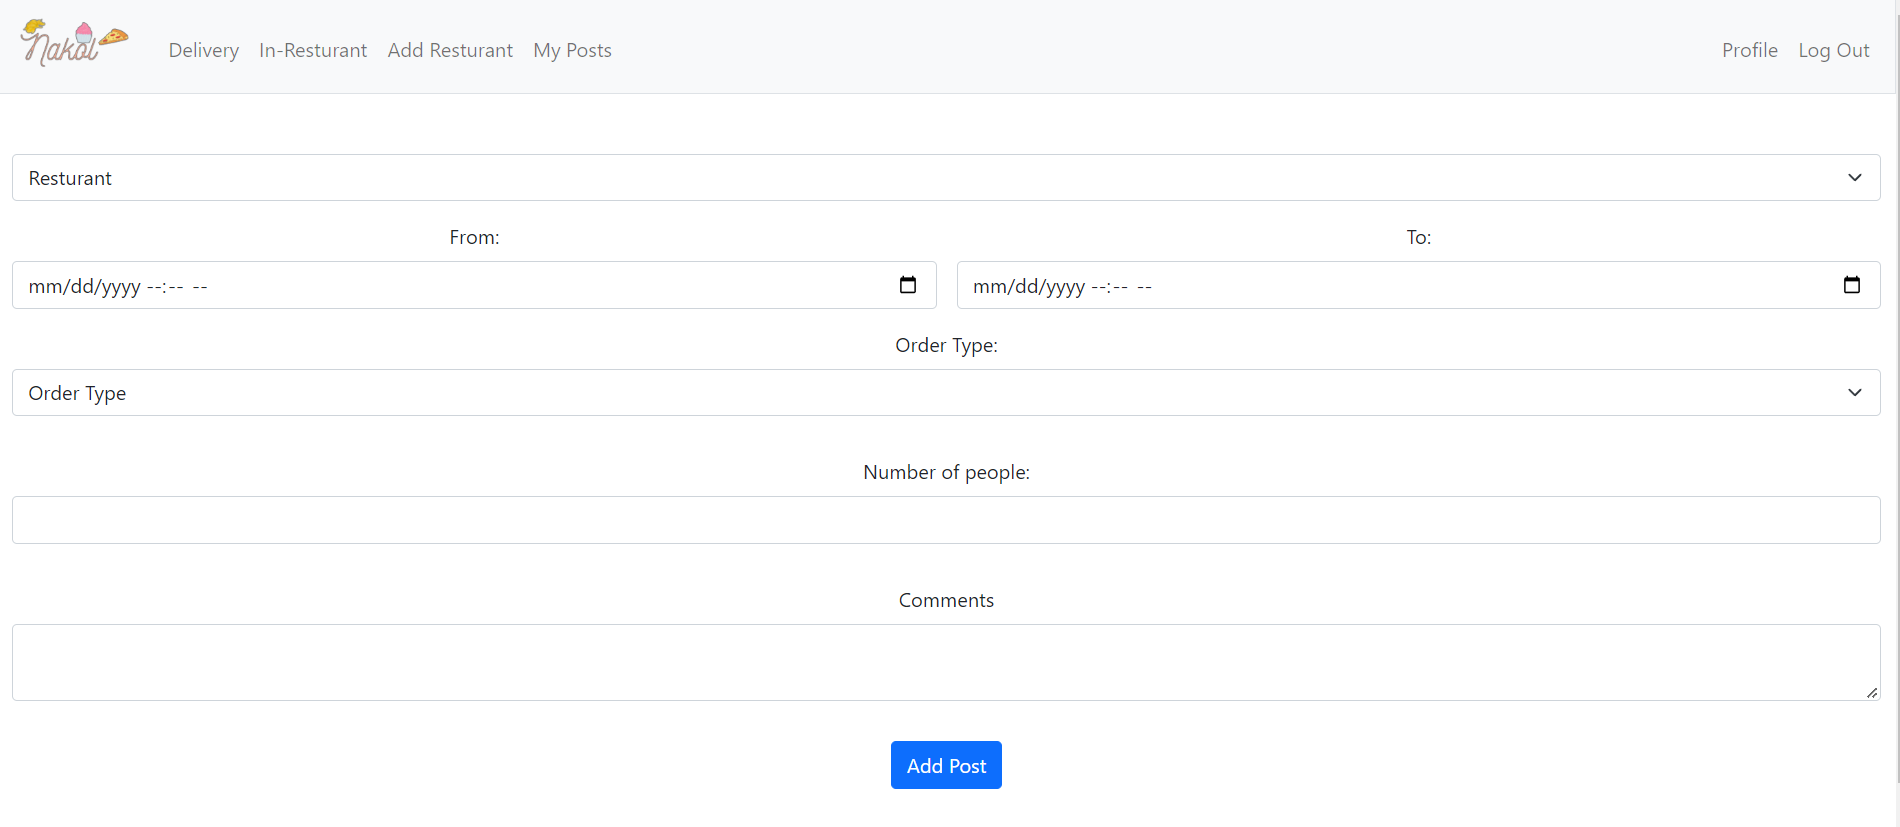 Nakol
Delivery In-Resturant Add Resturant My Posts Profile Log Out
Resturant
From: To:
mm/dd/yyyy --:-- -- mm/dd/yyyy --:-- --
Order Type:
Order Type
Number of people:
Comments
Add Post